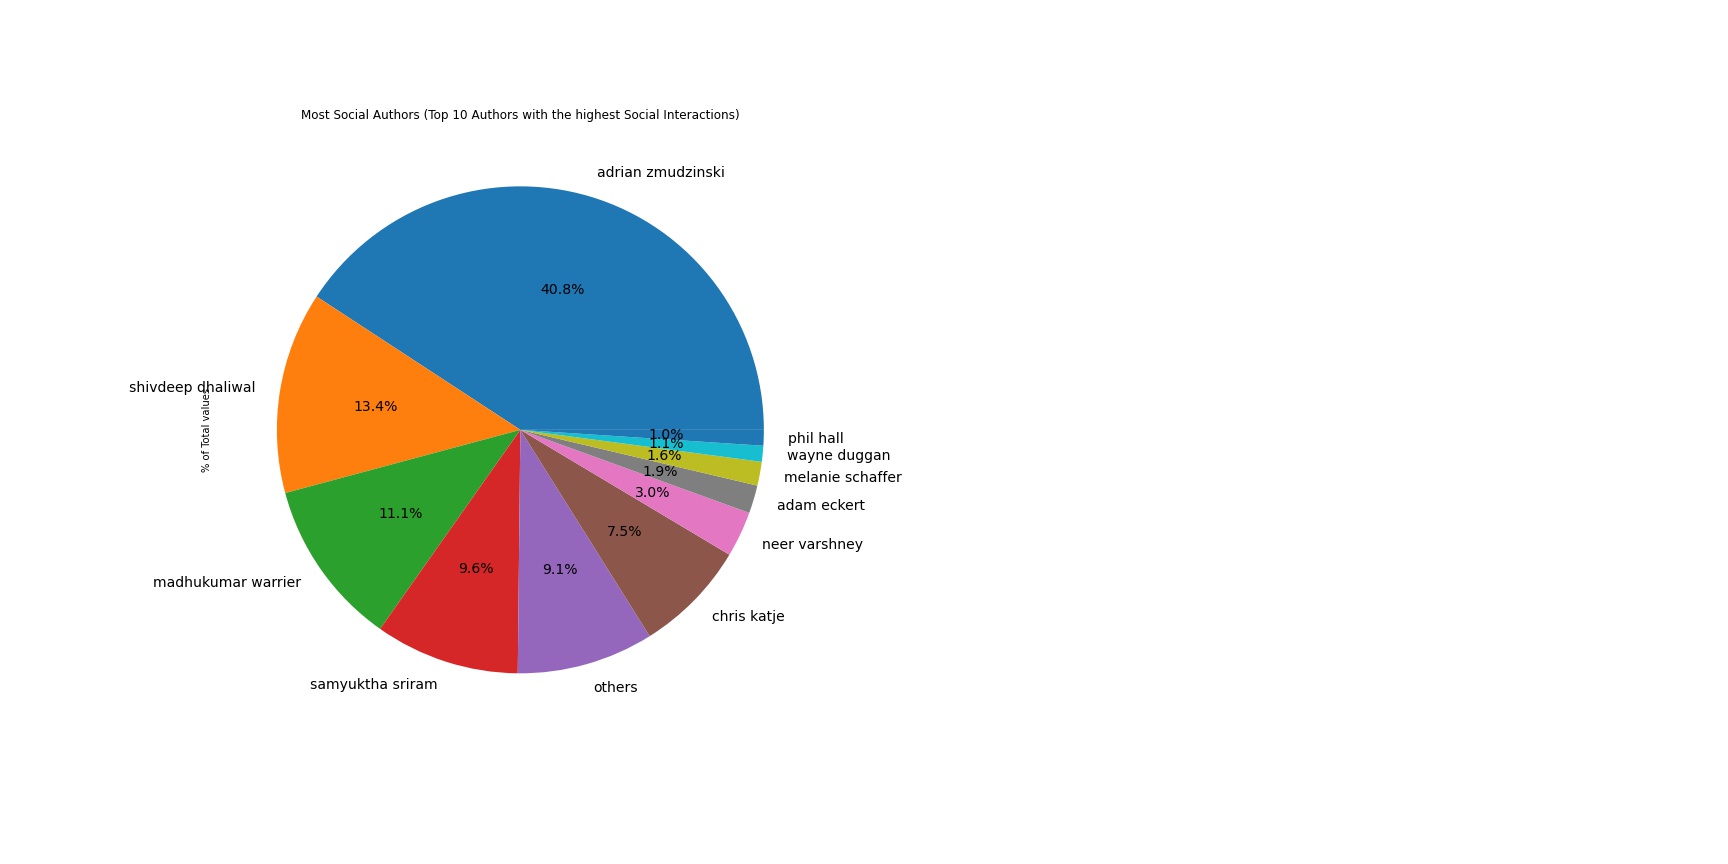 Most Social Authors (Top 10 Authors with the highest Social Interactions)
adrian zmudzinski
40.8%
shivdeep dhaliwal
13.4%
% of Total values
madhukumar warrier
11.1%
samyuktha sriram
9.6%
others
9.1%
chris katje
7.5%
neer varshney
3.0%
adam eckert
1.9%
melanie schaffer
1.6%
wayne duggan
1.1%
phil hall
1.0%